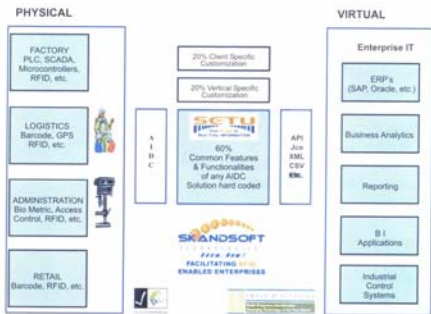 PHYSICAL
FACTORY
PLC, SCADA,
Microcontrollers,
RFID, etc.
LOGISTICS
Barcode, GPS
RFID, etc.
ADMINISTRATION
Bio Metric, Access
Control, RFID, etc.
RETAIL
Barcode, RFID, etc.
20% Client Specific
Customization
20% Vertical Specific
Customization
A
I
D
C
SETU
60%
Common Features
& Functionalities
of any AIDC
Solution hard coded
API
Jco
XML
CSV
Etc.
SKANDSOFT
TECHNOLOGIES
Know. How!
FACILITATING RFID
ENABLED ENTERPRISES
VIRTUAL
Enterprise IT
ERP's
(SAP, Oracle, etc.)
Business Analytics
Reporting
B I
Applications
Industrial
Control
Systems